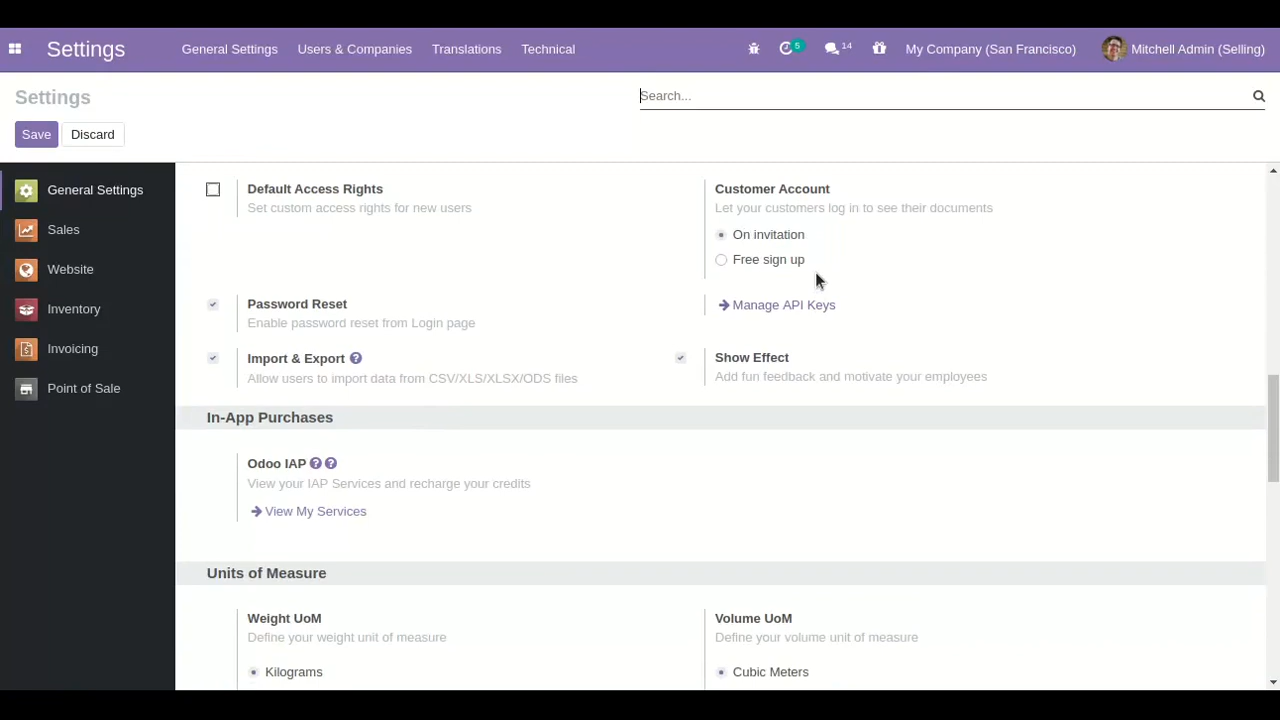 Settings
General Settings
Users & Companies
Translations
Technical
5
14
My Company (San Francisco)
Mitchell Admin (Selling)
Settings
Search...
Save
Discard
General Settings
Sales
Website
Inventory
Invoicing
Point of Sale
Default Access Rights
Set custom access rights for new users
Customer Account
Let your customers log in to see their documents
On invitation
Free sign up
Password Reset
Enable password reset from Login page
Manage API Keys
Import & Export ?
Allow users to import data from CSV/XLS/XLSX/ODS files
Show Effect
Add fun feedback and motivate your employees
In-App Purchases
Odoo IAP ? ?
View your IAP Services and recharge your credits
View My Services
Units of Measure
Weight UoM
Define your weight unit of measure
Kilograms
Volume UoM
Define your volume unit of measure
Cubic Meters